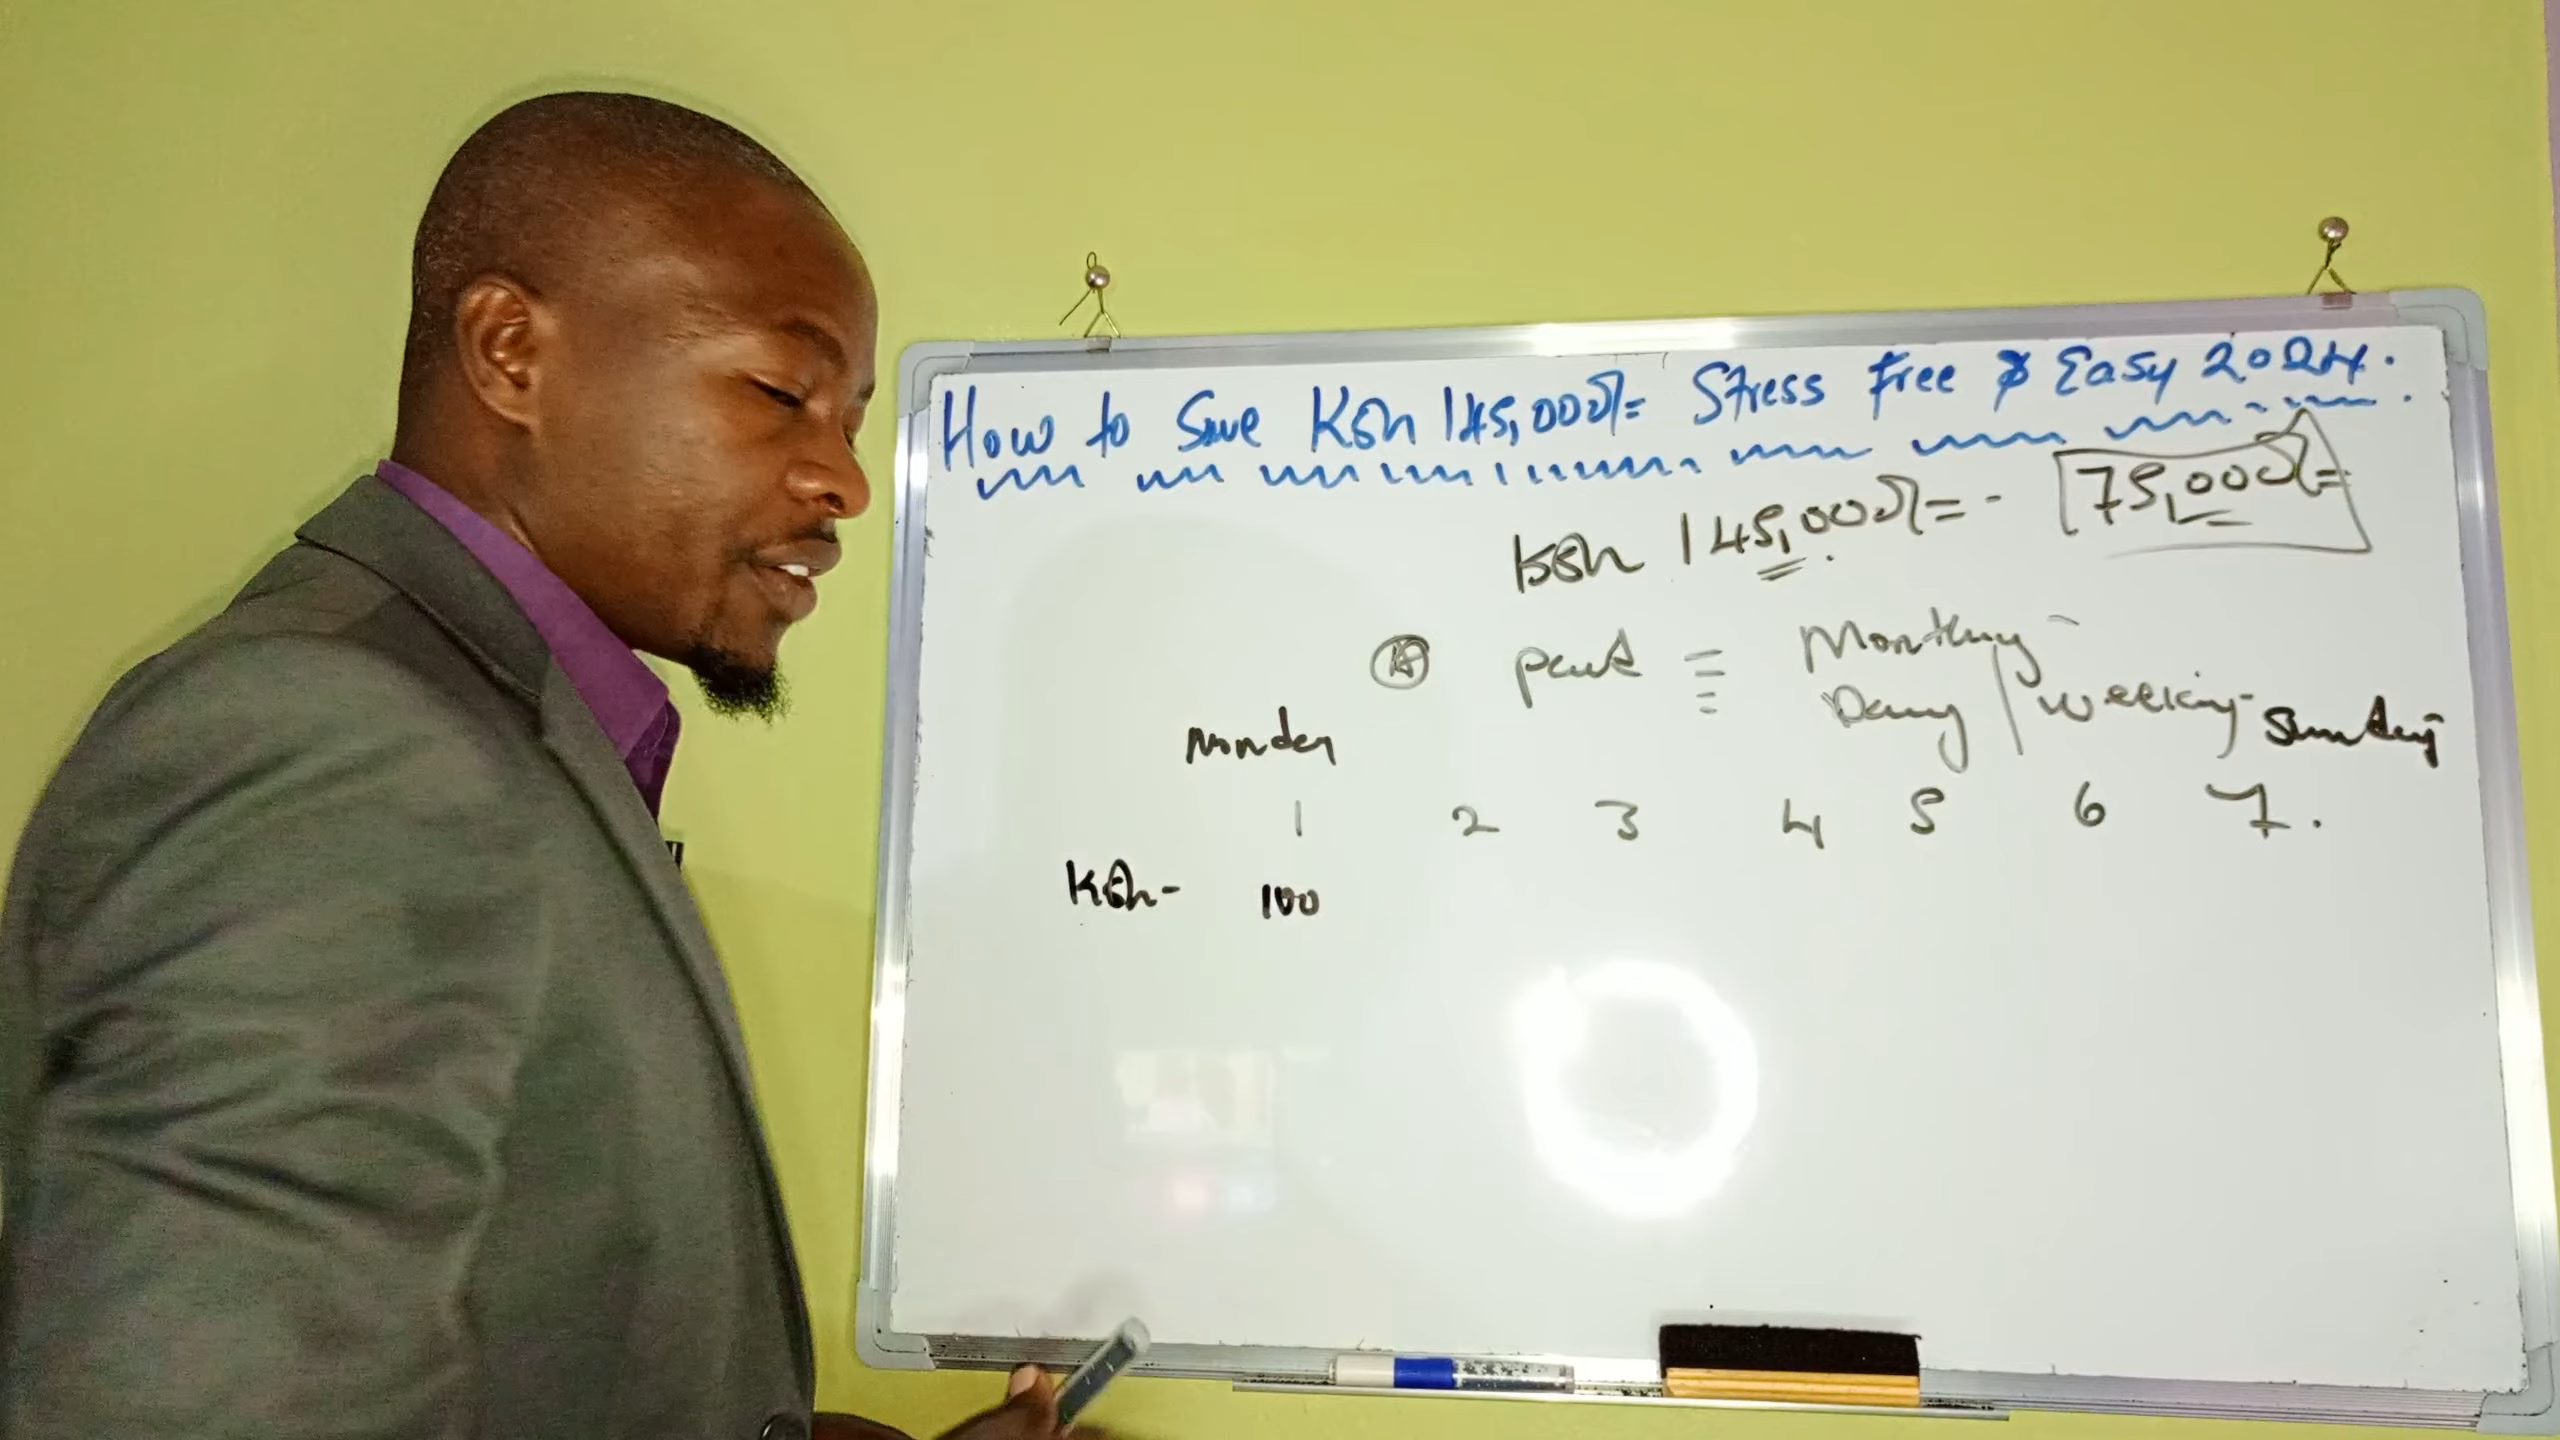 How to Save Ksh 145,000/= Stress Free & Easy 2024.
Ksh 145,000/= - 75,000/=
Monthly
Daily / Weekly
Monday Sunday
1 2 3 4 5 6 7.
Ksh- 100